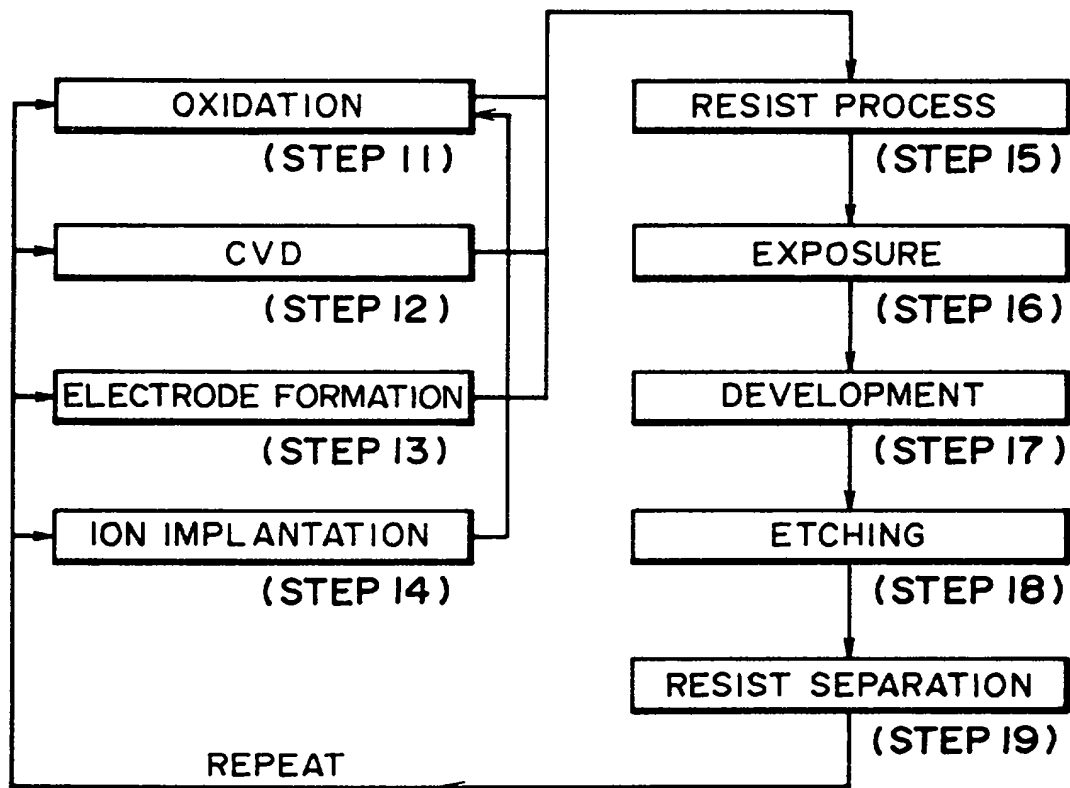 OXIDATION
(STEP 11)
CVD
(STEP 12)
ELECTRODE FORMATION
(STEP 13)
ION IMPLANTATION
(STEP 14)
RESIST PROCESS
(STEP 15)
EXPOSURE
(STEP 16)
DEVELOPMENT
(STEP 17)
ETCHING
(STEP 18)
RESIST SEPARATION
(STEP 19)
REPEAT